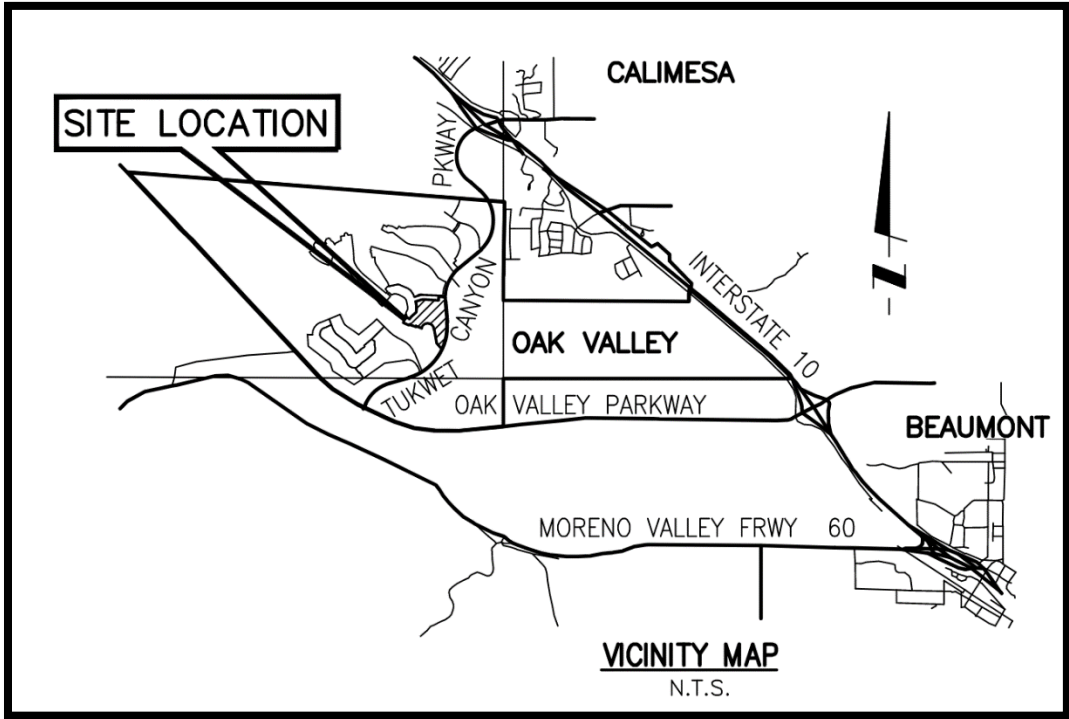 CALIMESA
SITE LOCATION
TUKWET CANYON PKWAY
INTERSTATE 10
OAK VALLEY
OAK VALLEY PARKWAY
BEAUMONT
MORENO VALLEY FRWY 60
VICINITY MAP
N.T.S.
N